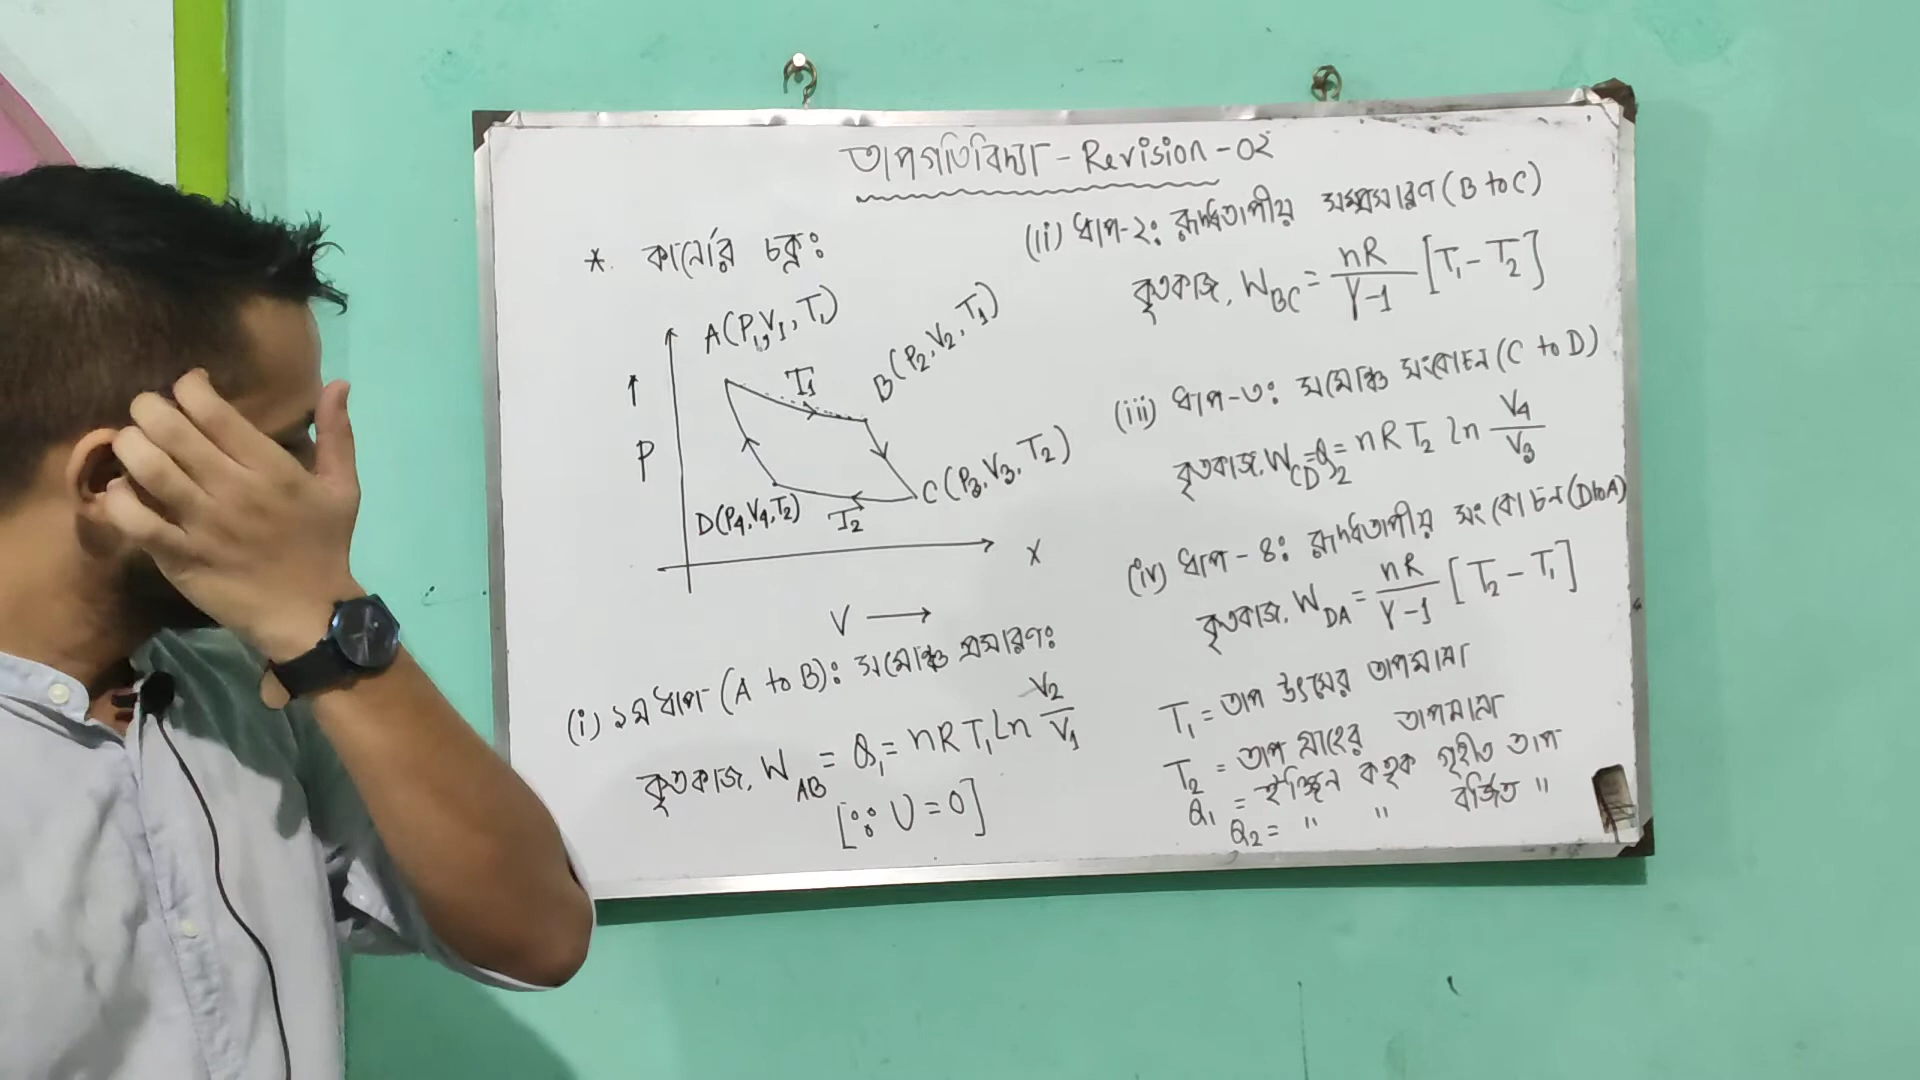 তাপগতিবিদ্যা - Revision - 02
* কার্নোর চক্র:
A(P₁, V₁, T₁)
B(P₂, V₂, T₁)
T₁
P
C(P₃, V₃, T₂)
D(P₄, V₄, T₂)
T₂
X
V
(i) ১ম ধাপ (A to B): সমোষ্ণ প্রসারণঃ
কৃতকাজ, W_AB = Q₁ = nRT₁ ln V₂/V₁
[∵ U = 0]
(ii) ধাপ-২: রূদ্ধতাপীয় সম্প্রসারণ (B to C)
কৃতকাজ, W_BC = nR/(γ-1) [T₁ - T₂]
(iii) ধাপ-৩: সমোষ্ণ সংকোচন (C to D)
কৃতকাজ, W_CD = Q₂ = nRT₂ ln V₄/V₃
(iv) ধাপ - ৪: রূদ্ধতাপীয় সংকোচন (D to A)
কৃতকাজ, W_DA = nR/(γ-1) [T₂ - T₁]
T₁ = তাপ উৎসের তাপমাত্রা
T₂ = তাপ গ্রাহের তাপমাত্রা
Q₁ = ইঞ্জিন কতৃক গৃহীত তাপ
Q₂ = " " বর্জিত "